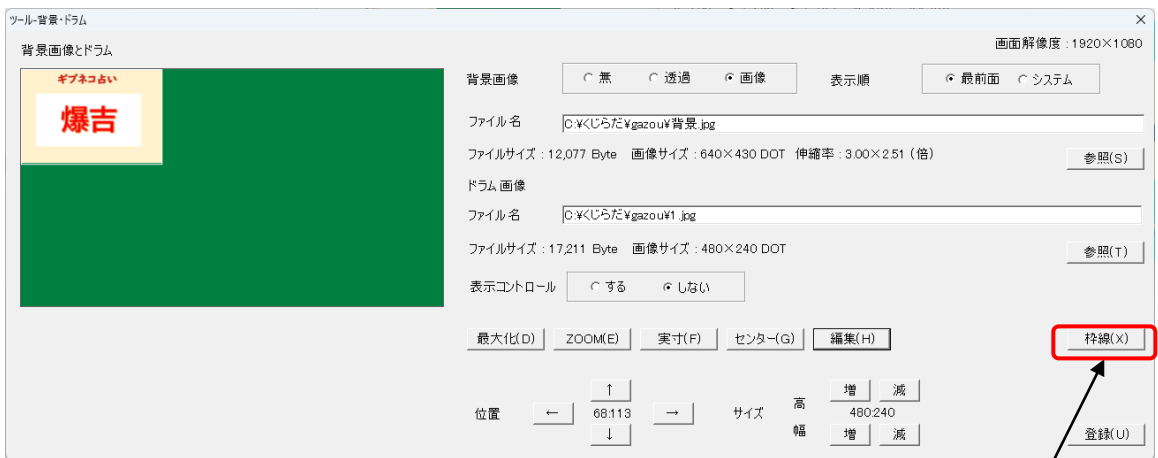 ツール-背景・ドラム
画面解像度:1920×1080
背景画像とドラム
ギブネコ占い
爆吉
背景画像 無 透過 画像 表示順 最前面 システム
ファイル名 C:¥くじらだ¥gazou¥背景.jpg
ファイルサイズ:12,077 Byte 画像サイズ:640×430 DOT 伸縮率:3.00×2.51(倍)
参照(S)
ドラム画像
ファイル名 C:¥くじらだ¥gazou¥1.jpg
ファイルサイズ:17,211 Byte 画像サイズ:480×240 DOT
参照(T)
表示コントロール する しない
最大化(D) ZOOM(E) 実寸(F) センター(G) 編集(H) 枠線(X)
↑ 高 増 減
位置 ← 68:113 → サイズ 480:240
↓ 幅 増 減 登録(U)